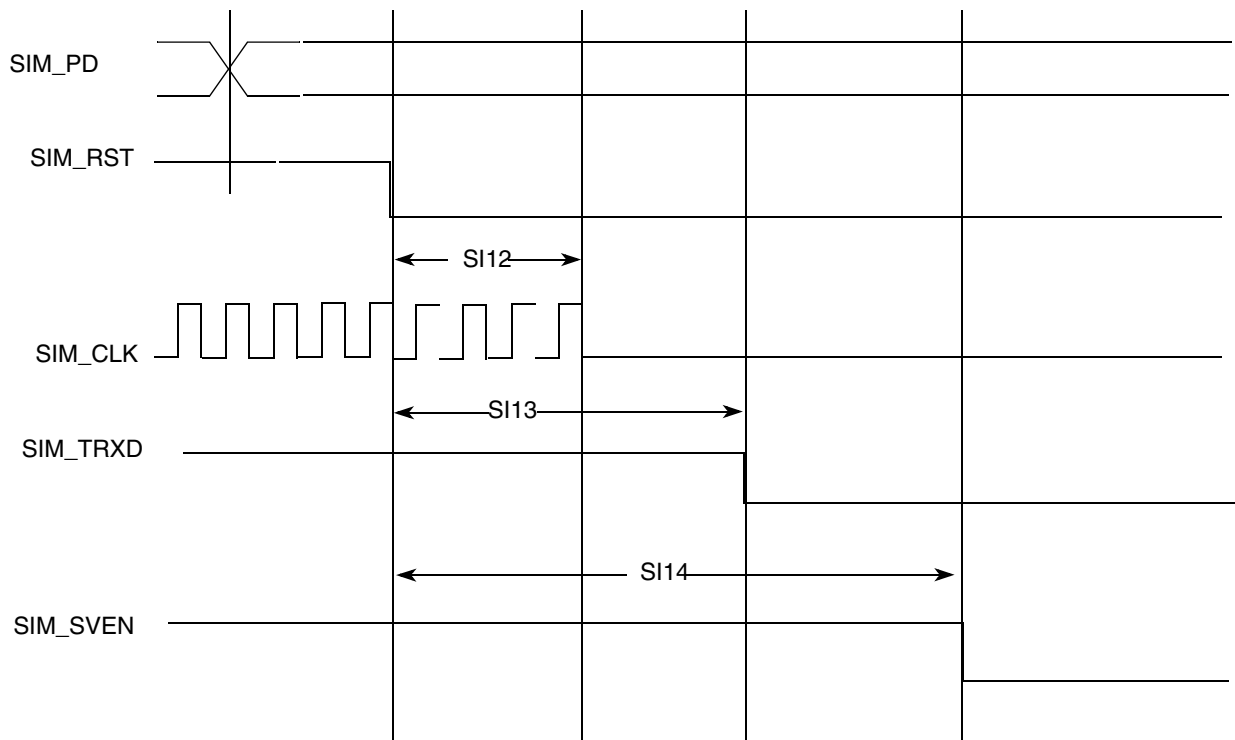 SIM_PD
SIM_RST
SI12
SIM_CLK
SI13
SIM_TRXD
SI14
SIM_SVEN